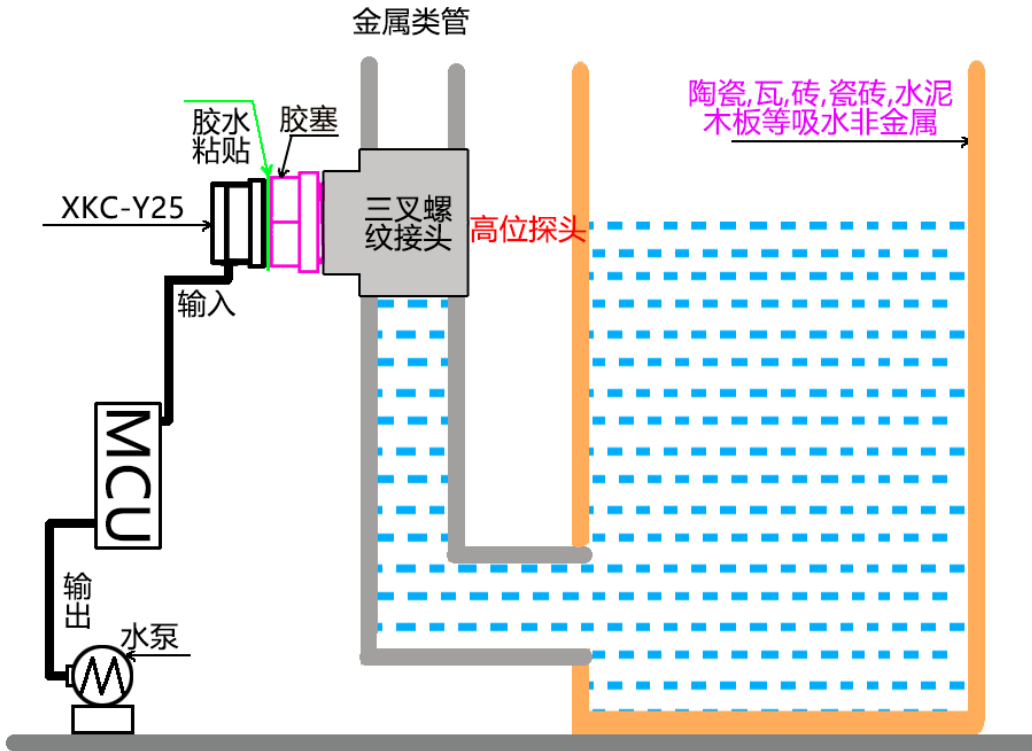 金属类管
陶瓷,瓦,砖,瓷砖,水泥
木板等吸水非金属
胶水
粘贴
胶塞
XKC-Y25
三叉螺
纹接头
高位探头
输入
MCU
输
出
水泵